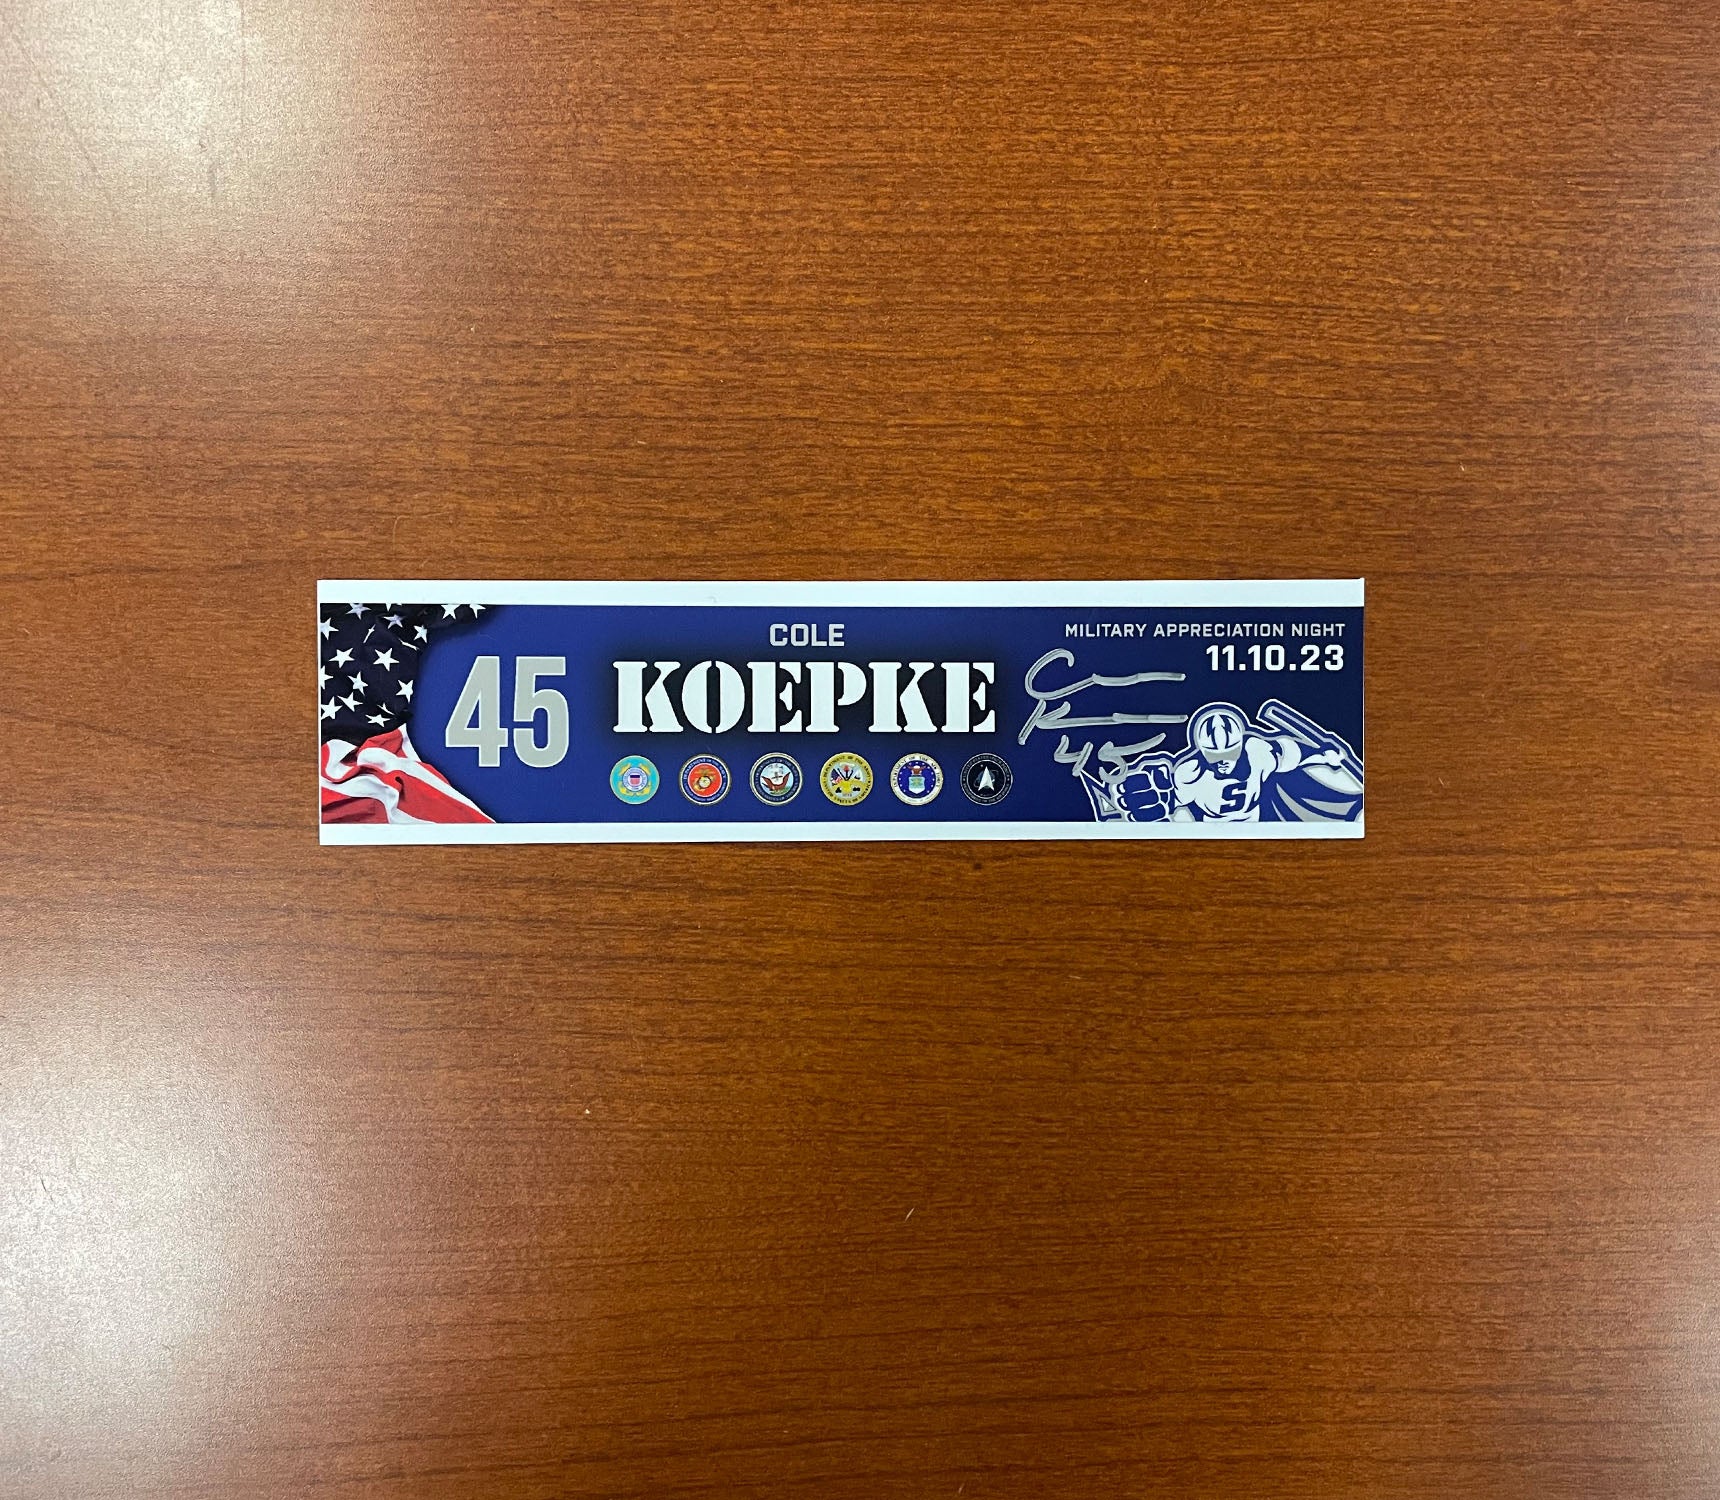 45
COLE
KOEPKE
MILITARY APPRECIATION NIGHT
11.10.23
45
S